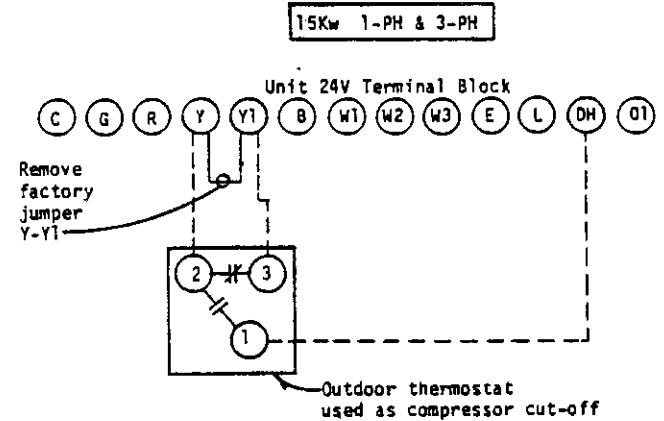 15Kw 1-PH & 3-PH
Unit 24V Terminal Block
C G R Y Y1 B W1 W2 W3 E L DH O1
Remove
factory
jumper
Y-Y1
2 3
1
Outdoor thermostat
used as compressor cut-off